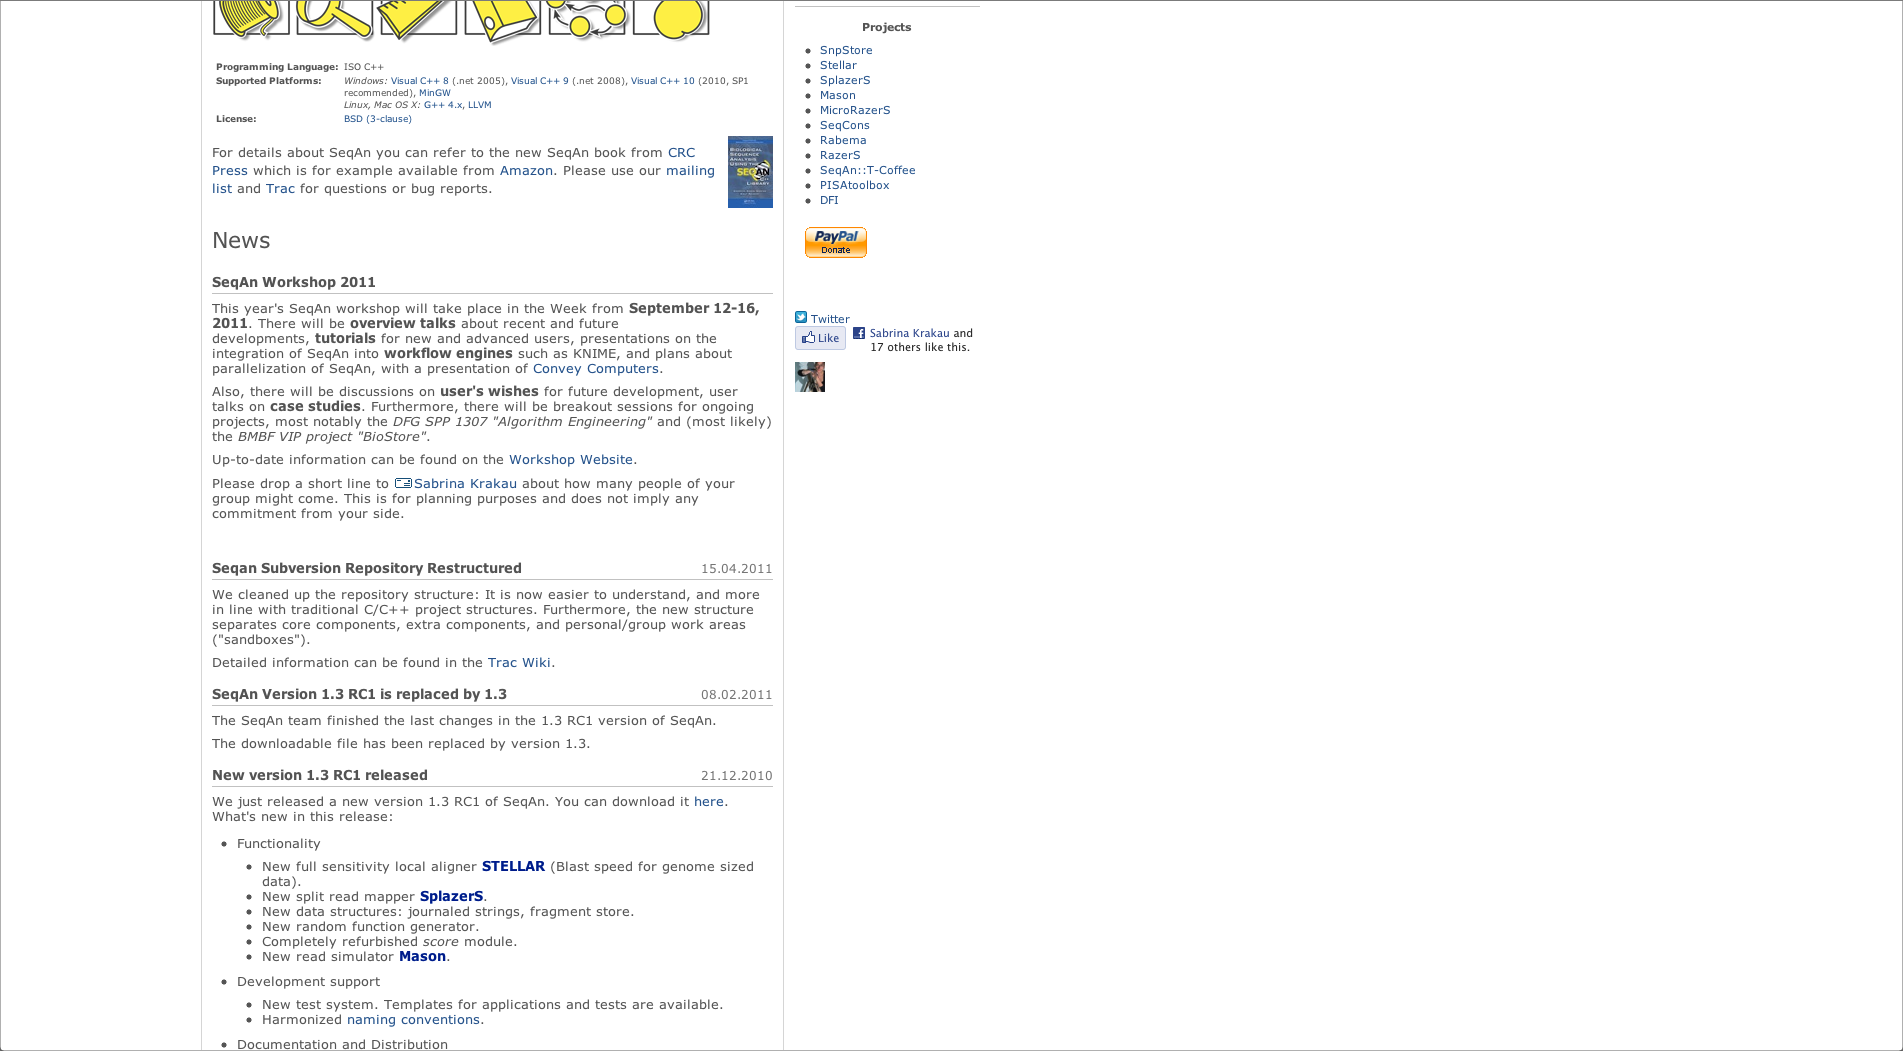 Programming Language: ISO C++
Supported Platforms: Windows: Visual C++ 8 (.net 2005), Visual C++ 9 (.net 2008), Visual C++ 10 (2010, SP1
recommended), MinGW
Linux, Mac OS X: G++ 4.x, LLVM
License: BSD (3-clause)
For details about SeqAn you can refer to the new SeqAn book from CRC
Press which is for example available from Amazon. Please use our mailing
list and Trac for questions or bug reports.
BIOLOGICAL
SEQUENCE
ANALYSIS
USING THE
SEQAN
LIBRARY
News
SeqAn Workshop 2011
This year's SeqAn workshop will take place in the Week from September 12-16,
2011. There will be overview talks about recent and future
developments, tutorials for new and advanced users, presentations on the
integration of SeqAn into workflow engines such as KNIME, and plans about
parallelization of SeqAn, with a presentation of Convey Computers.
Also, there will be discussions on user's wishes for future development, user
talks on case studies. Furthermore, there will be breakout sessions for ongoing
projects, most notably the DFG SPP 1307 "Algorithm Engineering" and (most likely)
the BMBF VIP project "BioStore".
Up-to-date information can be found on the Workshop Website.
Please drop a short line to Sabrina Krakau about how many people of your
group might come. This is for planning purposes and does not imply any
commitment from your side.
Seqan Subversion Repository Restructured 15.04.2011
We cleaned up the repository structure: It is now easier to understand, and more
in line with traditional C/C++ project structures. Furthermore, the new structure
separates core components, extra components, and personal/group work areas
("sandboxes").
Detailed information can be found in the Trac Wiki.
SeqAn Version 1.3 RC1 is replaced by 1.3 08.02.2011
The SeqAn team finished the last changes in the 1.3 RC1 version of SeqAn.
The downloadable file has been replaced by version 1.3.
New version 1.3 RC1 released 21.12.2010
We just released a new version 1.3 RC1 of SeqAn. You can download it here.
What's new in this release:
Functionality
New full sensitivity local aligner STELLAR (Blast speed for genome sized
data).
New split read mapper SplazerS.
New data structures: journaled strings, fragment store.
New random function generator.
Completely refurbished score module.
New read simulator Mason.
Development support
New test system. Templates for applications and tests are available.
Harmonized naming conventions.
Documentation and Distribution
Projects
SnpStore
Stellar
SplazerS
Mason
MicroRazerS
SeqCons
Rabema
RazerS
SeqAn::T-Coffee
PISAtoolbox
DFI
PayPal
Donate
Twitter
Like
Sabrina Krakau and
17 others like this.